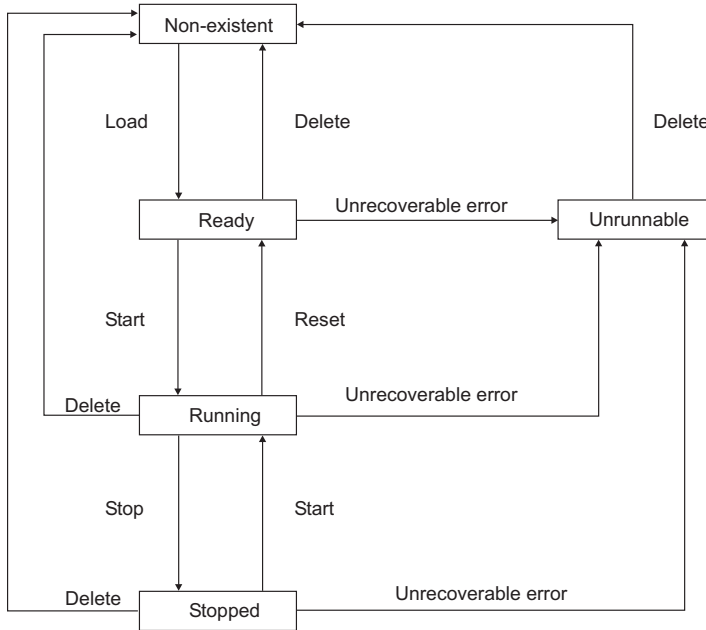 Non-existent
Load
Delete
Delete
Unrecoverable error
Ready
Unrunnable
Start
Reset
Unrecoverable error
Delete
Running
Stop
Start
Unrecoverable error
Delete
Stopped